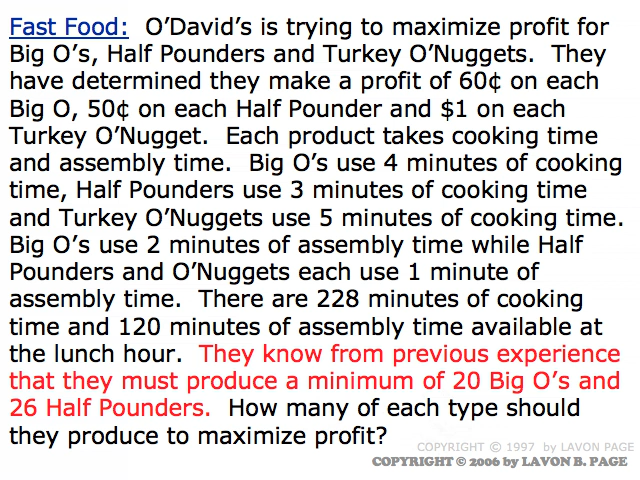 Fast Food:  O'David's is trying to maximize profit for
Big O's, Half Pounders and Turkey O'Nuggets.  They
have determined they make a profit of 60¢ on each
Big O, 50¢ on each Half Pounder and $1 on each
Turkey O'Nugget.  Each product takes cooking time
and assembly time.  Big O's use 4 minutes of cooking
time, Half Pounders use 3 minutes of cooking time
and Turkey O'Nuggets use 5 minutes of cooking time.
Big O's use 2 minutes of assembly time while Half
Pounders and O'Nuggets each use 1 minute of
assembly time.  There are 228 minutes of cooking
time and 120 minutes of assembly time available at
the lunch hour.  They know from previous experience
that they must produce a minimum of 20 Big O's and
26 Half Pounders.  How many of each type should
they produce to maximize profit?
COPYRIGHT © 1997  by LAVON PAGE
COPYRIGHT © 2006 by LAVON B. PAGE